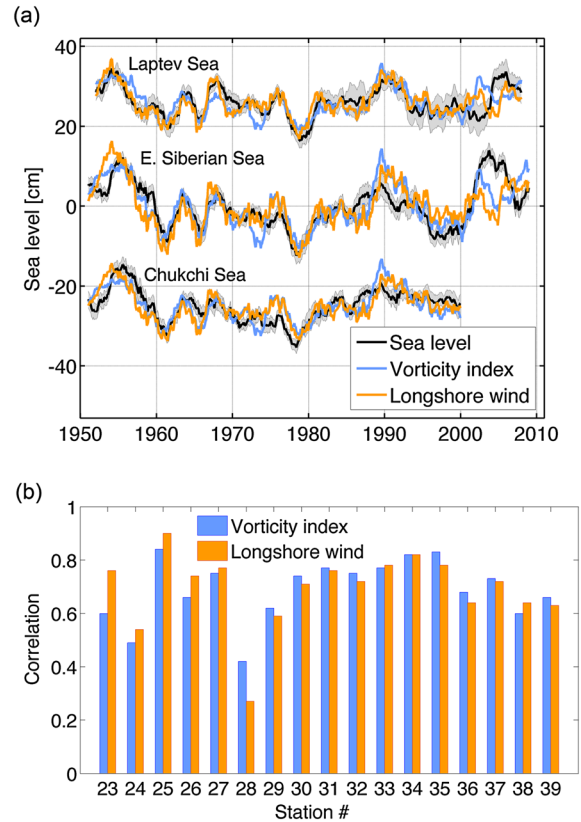 (a)
40
20
0
-20
-40
Sea level [cm]
Laptev Sea
E. Siberian Sea
Chukchi Sea
Sea level
Vorticity index
Longshore wind
1950 1960 1970 1980 1990 2000 2010
(b)
1
0.8
0.6
0.4
0.2
0
Correlation
Vorticity index
Longshore wind
23 24 25 26 27 28 29 30 31 32 33 34 35 36 37 38 39
Station #